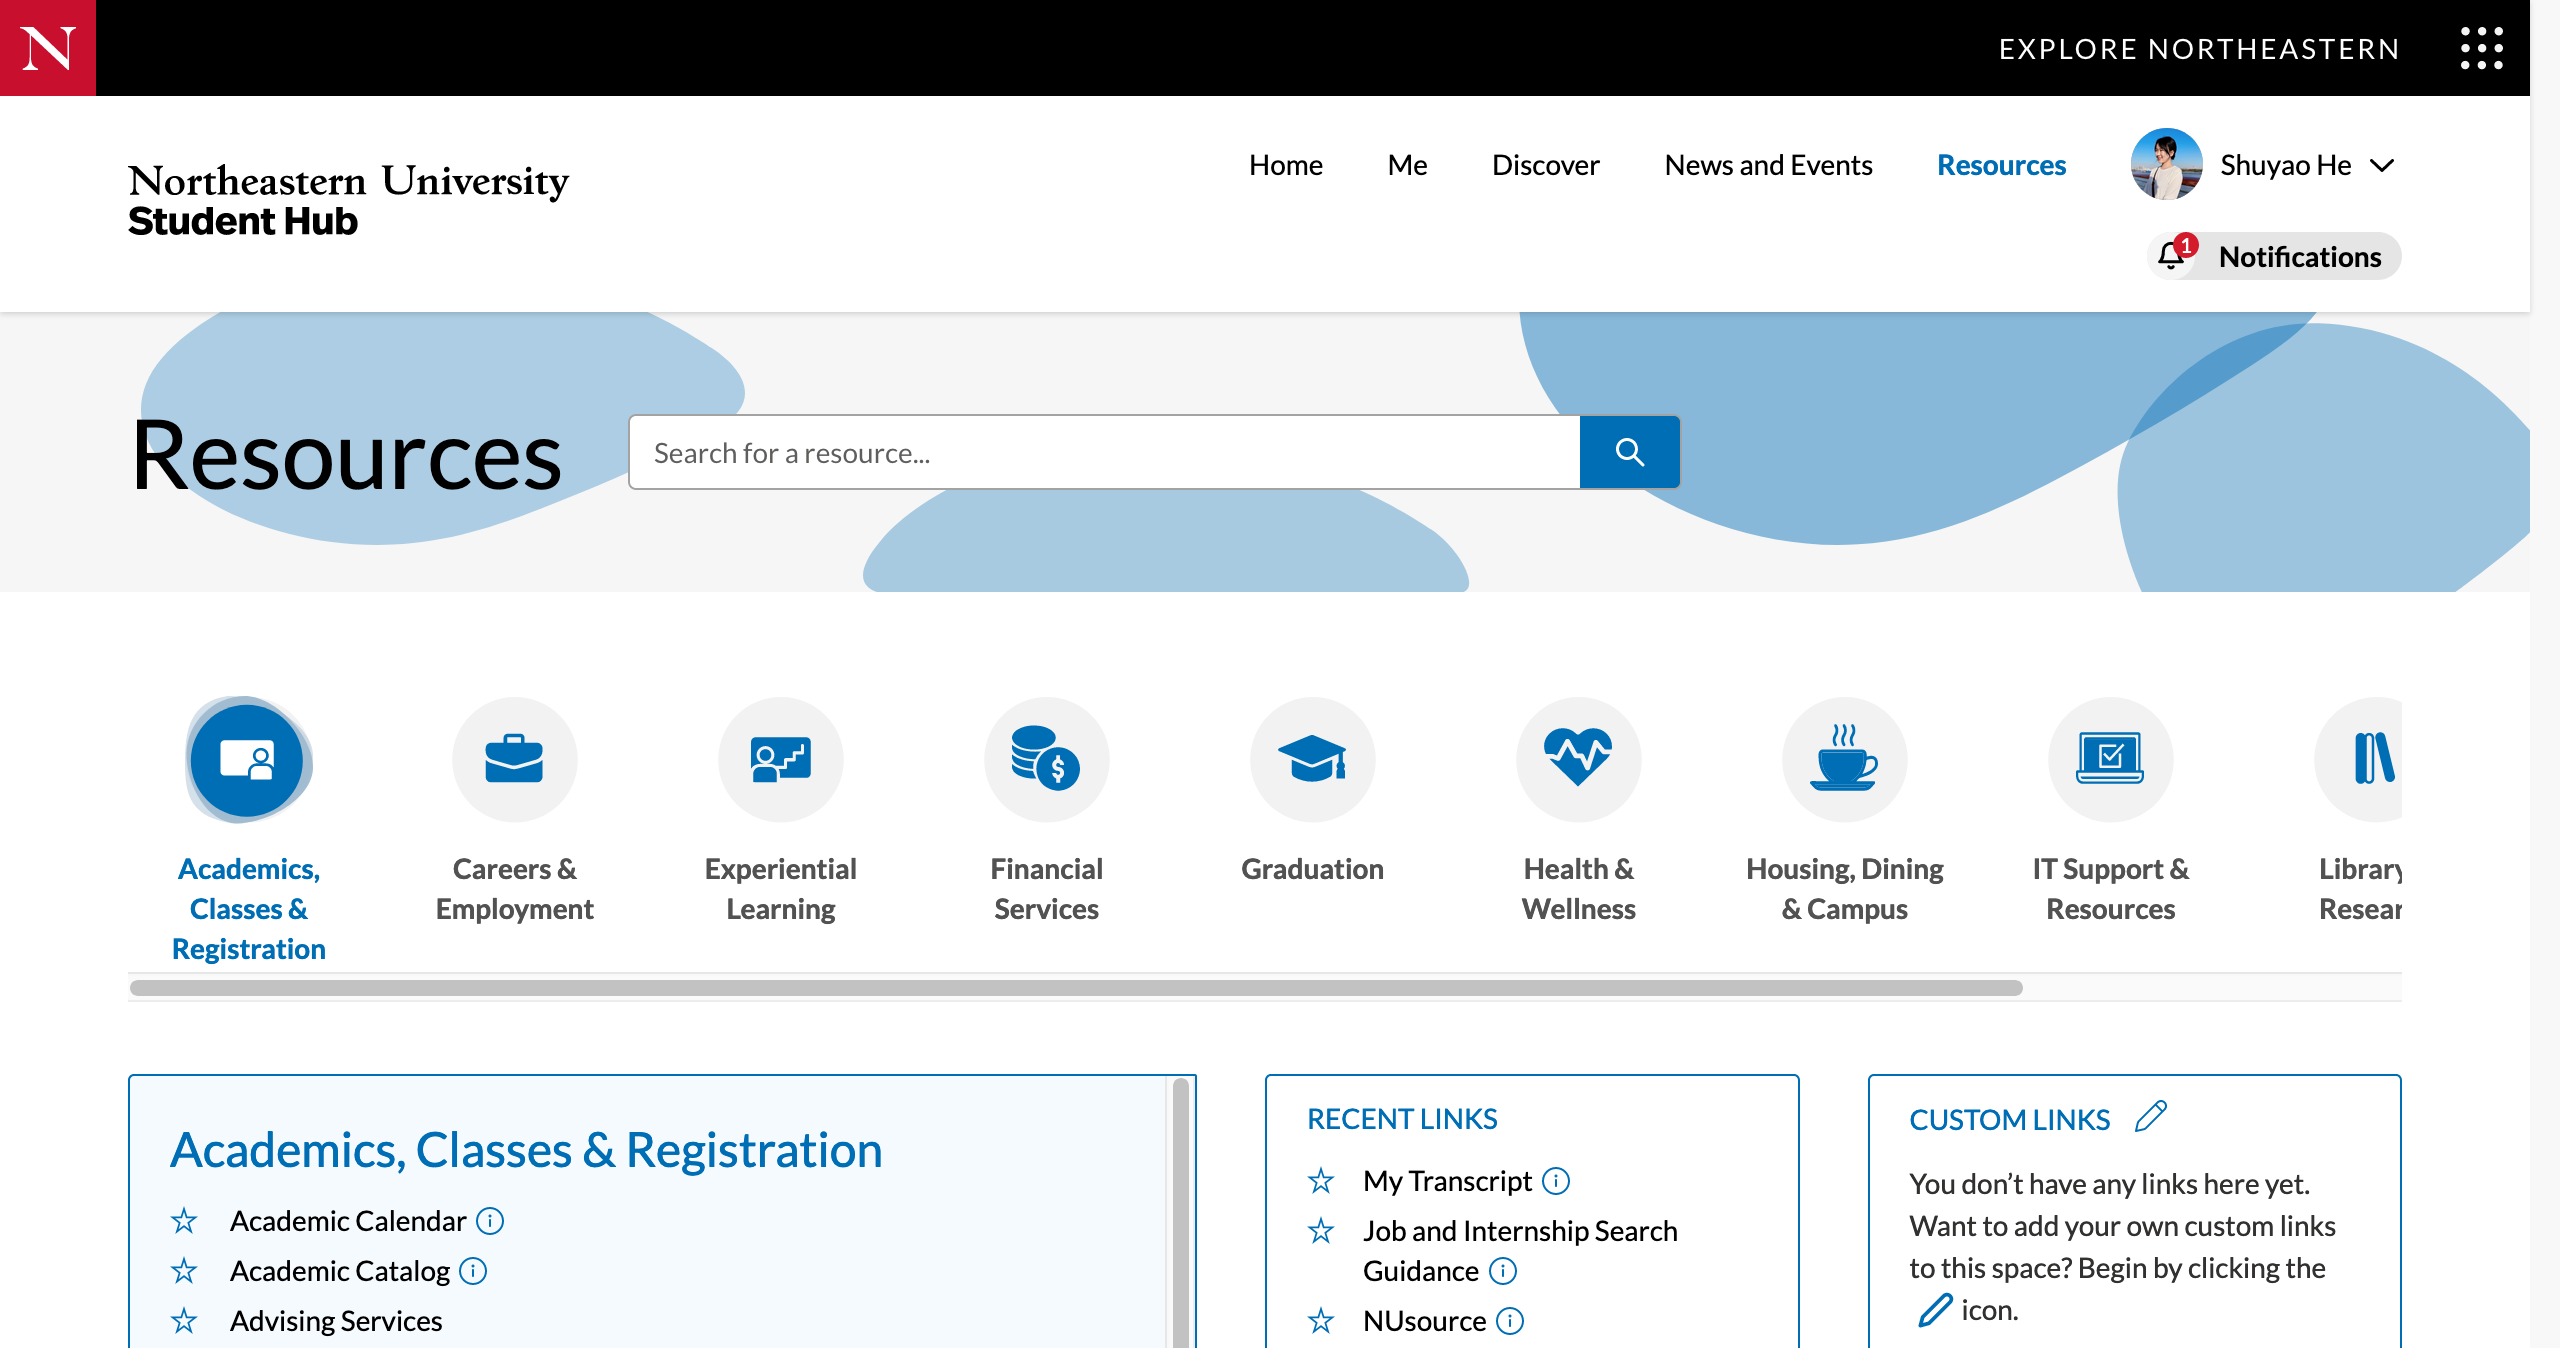 N
EXPLORE NORTHEASTERN
Northeastern University
Student Hub
Home
Me
Discover
News and Events
Resources
Shuyao He
1
Notifications
Resources
Search for a resource...
$
Academics,
Classes &
Registration
Careers &
Employment
Experiential
Learning
Financial
Services
Graduation
Health &
Wellness
Housing, Dining
& Campus
IT Support &
Resources
Library
Resear
Academics, Classes & Registration
Academic Calendar
Academic Catalog
Advising Services
RECENT LINKS
My Transcript
Job and Internship Search
Guidance
NUsource
CUSTOM LINKS
You don’t have any links here yet.
Want to add your own custom links
to this space? Begin by clicking the
icon.